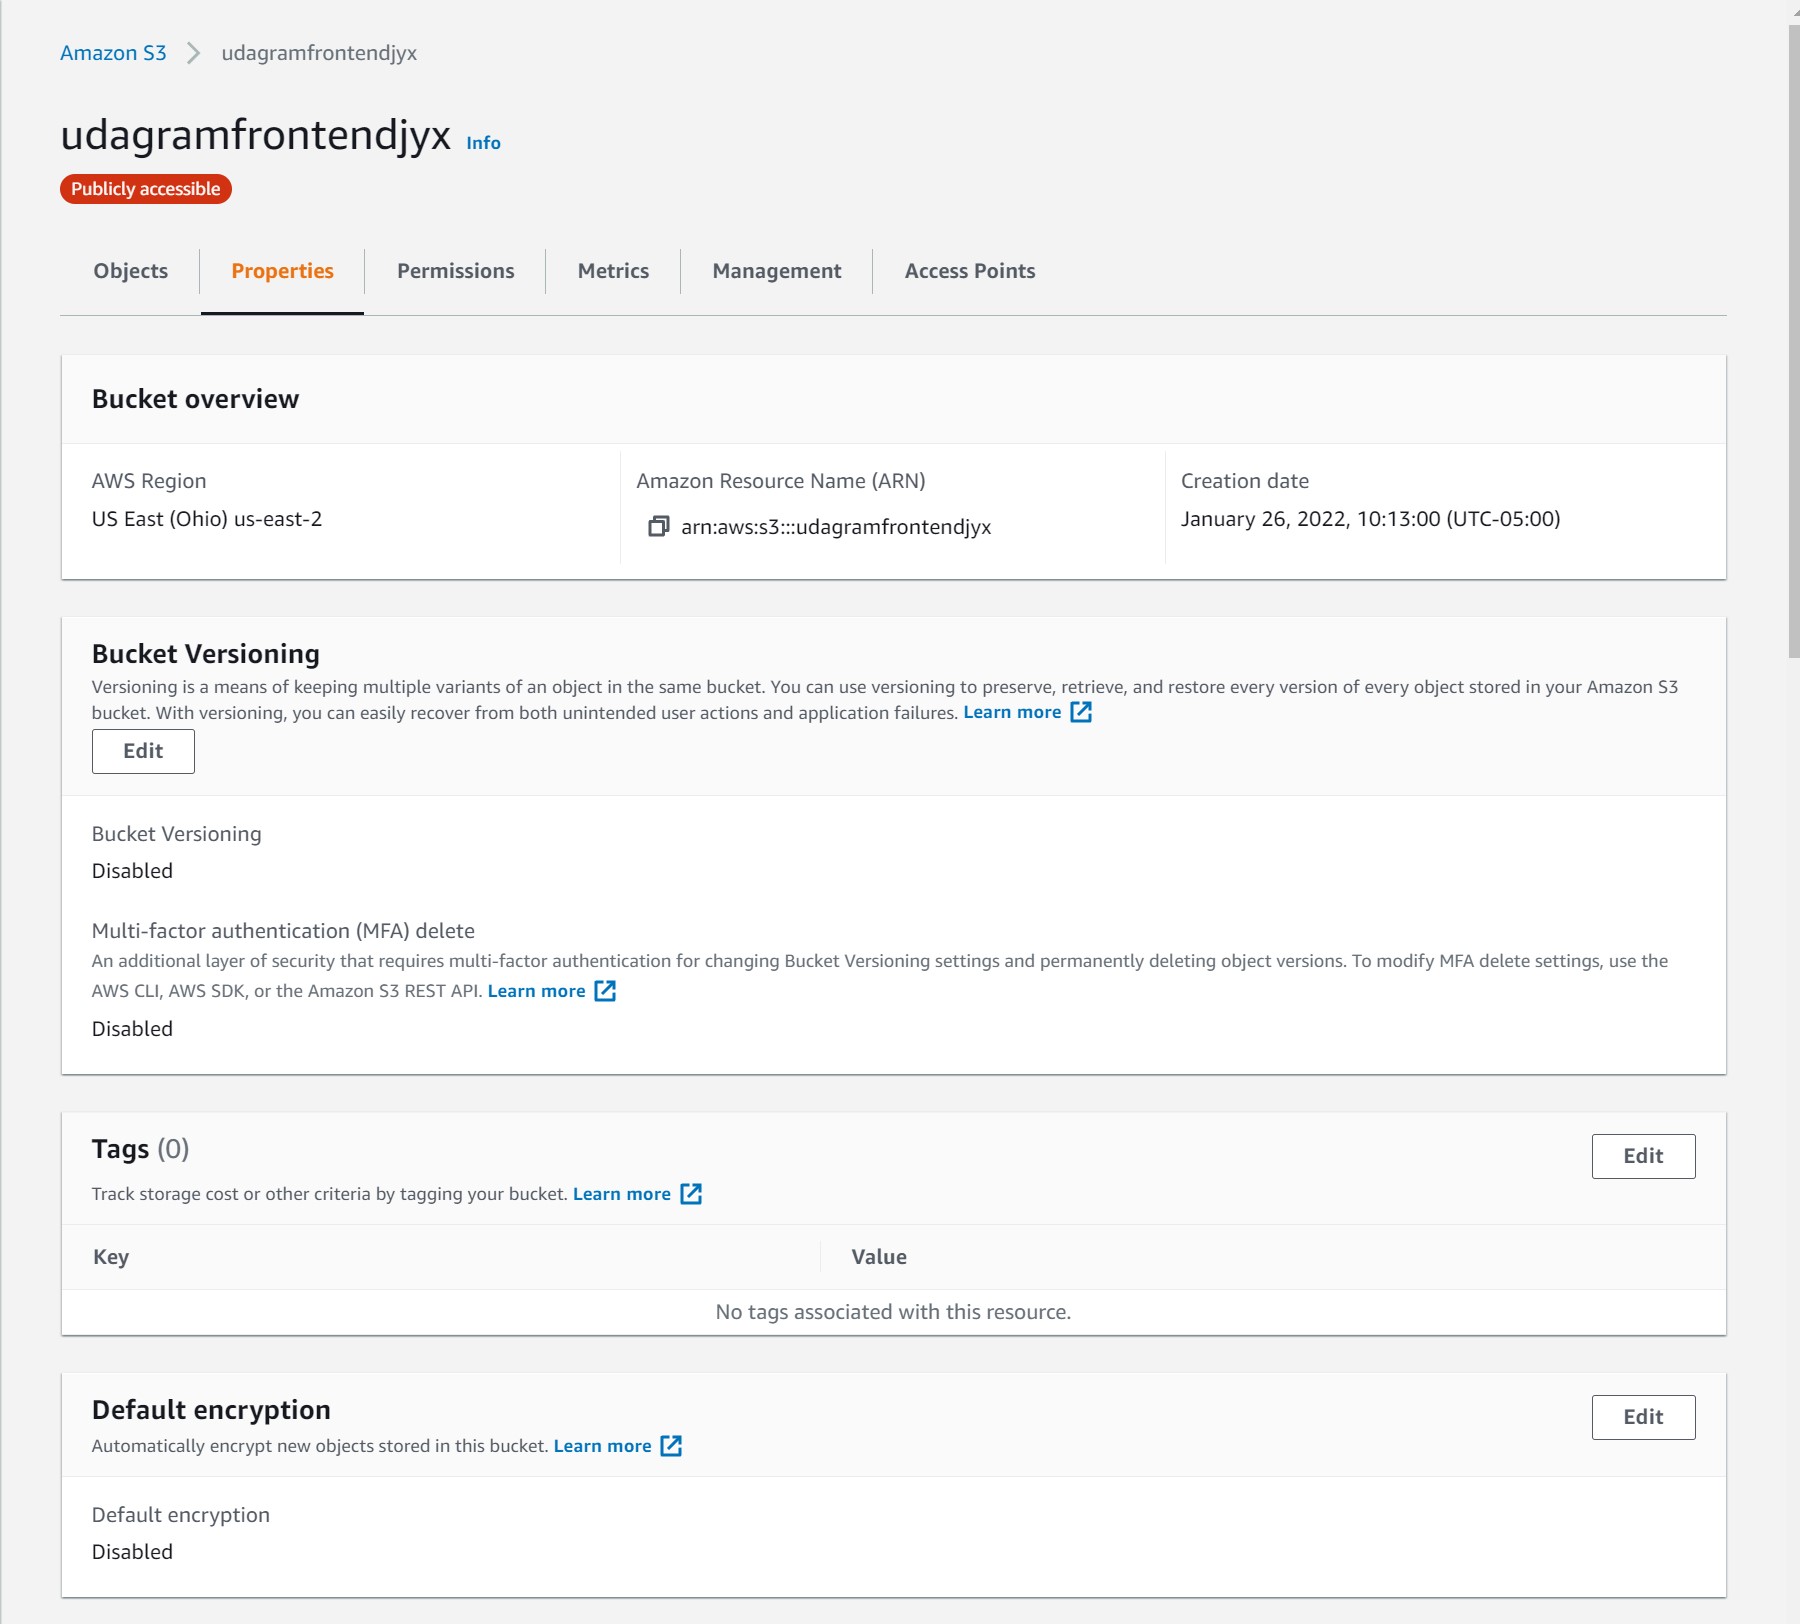 Amazon S3 udagramfrontendjyx
udagramfrontendjyx Info
Publicly accessible
Objects Properties Permissions Metrics Management Access Points
Bucket overview
AWS Region Amazon Resource Name (ARN) Creation date
US East (Ohio) us-east-2 arn:aws:s3:::udagramfrontendjyx January 26, 2022, 10:13:00 (UTC-05:00)
Bucket Versioning
Versioning is a means of keeping multiple variants of an object in the same bucket. You can use versioning to preserve, retrieve, and restore every version of every object stored in your Amazon S3
bucket. With versioning, you can easily recover from both unintended user actions and application failures. Learn more
Edit
Bucket Versioning
Disabled
Multi-factor authentication (MFA) delete
An additional layer of security that requires multi-factor authentication for changing Bucket Versioning settings and permanently deleting object versions. To modify MFA delete settings, use the
AWS CLI, AWS SDK, or the Amazon S3 REST API. Learn more
Disabled
Tags (0)
Edit
Track storage cost or other criteria by tagging your bucket. Learn more
Key Value
No tags associated with this resource.
Default encryption
Edit
Automatically encrypt new objects stored in this bucket. Learn more
Default encryption
Disabled